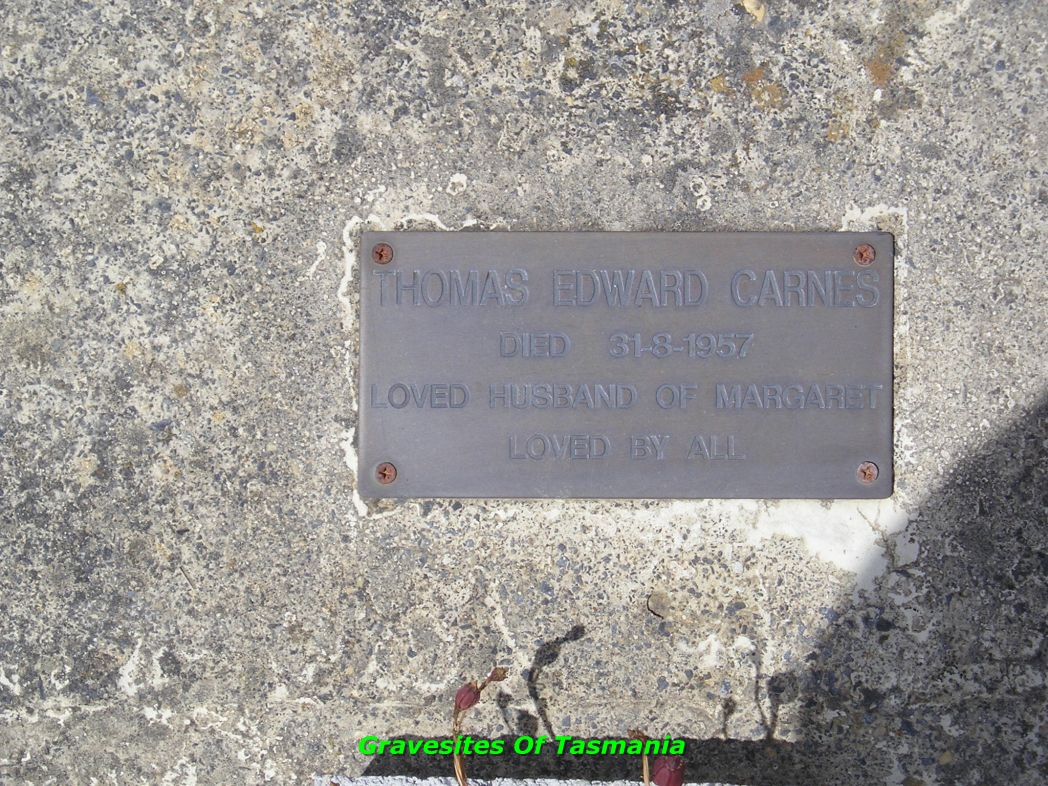 THOMAS EDWARD CARNES
DIED 31-8-1957
LOVED HUSBAND OF MARGARET
LOVED BY ALL
Gravesites Of Tasmania